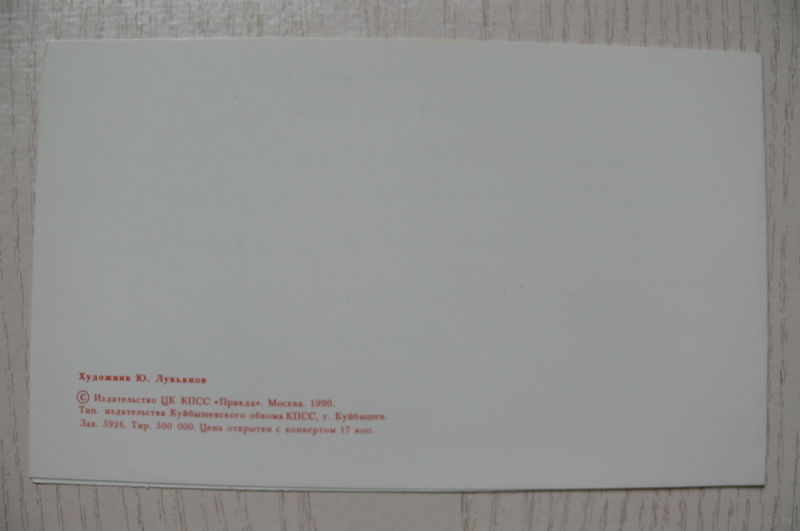 Художник Ю. Лукьянов
© Издательство ЦК КПСС «Правда». Москва. 1990.
Тип. издательства Куйбышевского обкома КПСС, г. Куйбышев.
Зак. 3926. Тир. 500 000. Цена открытки с конвертом 17 коп.